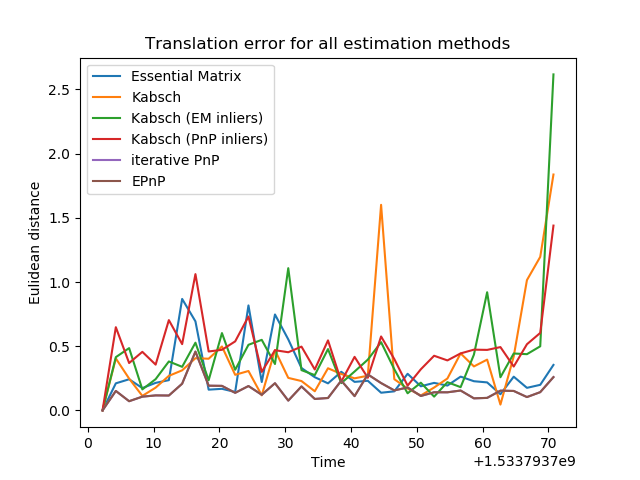 Translation error for all estimation methods
Essential Matrix
Kabsch
Kabsch (EM inliers)
Kabsch (PnP inliers)
iterative PnP
EPnP
2.5
2.0
1.5
1.0
0.5
0.0
Eulidean distance
0 10 20 30 40 50 60 70
Time
+1.5337937e9